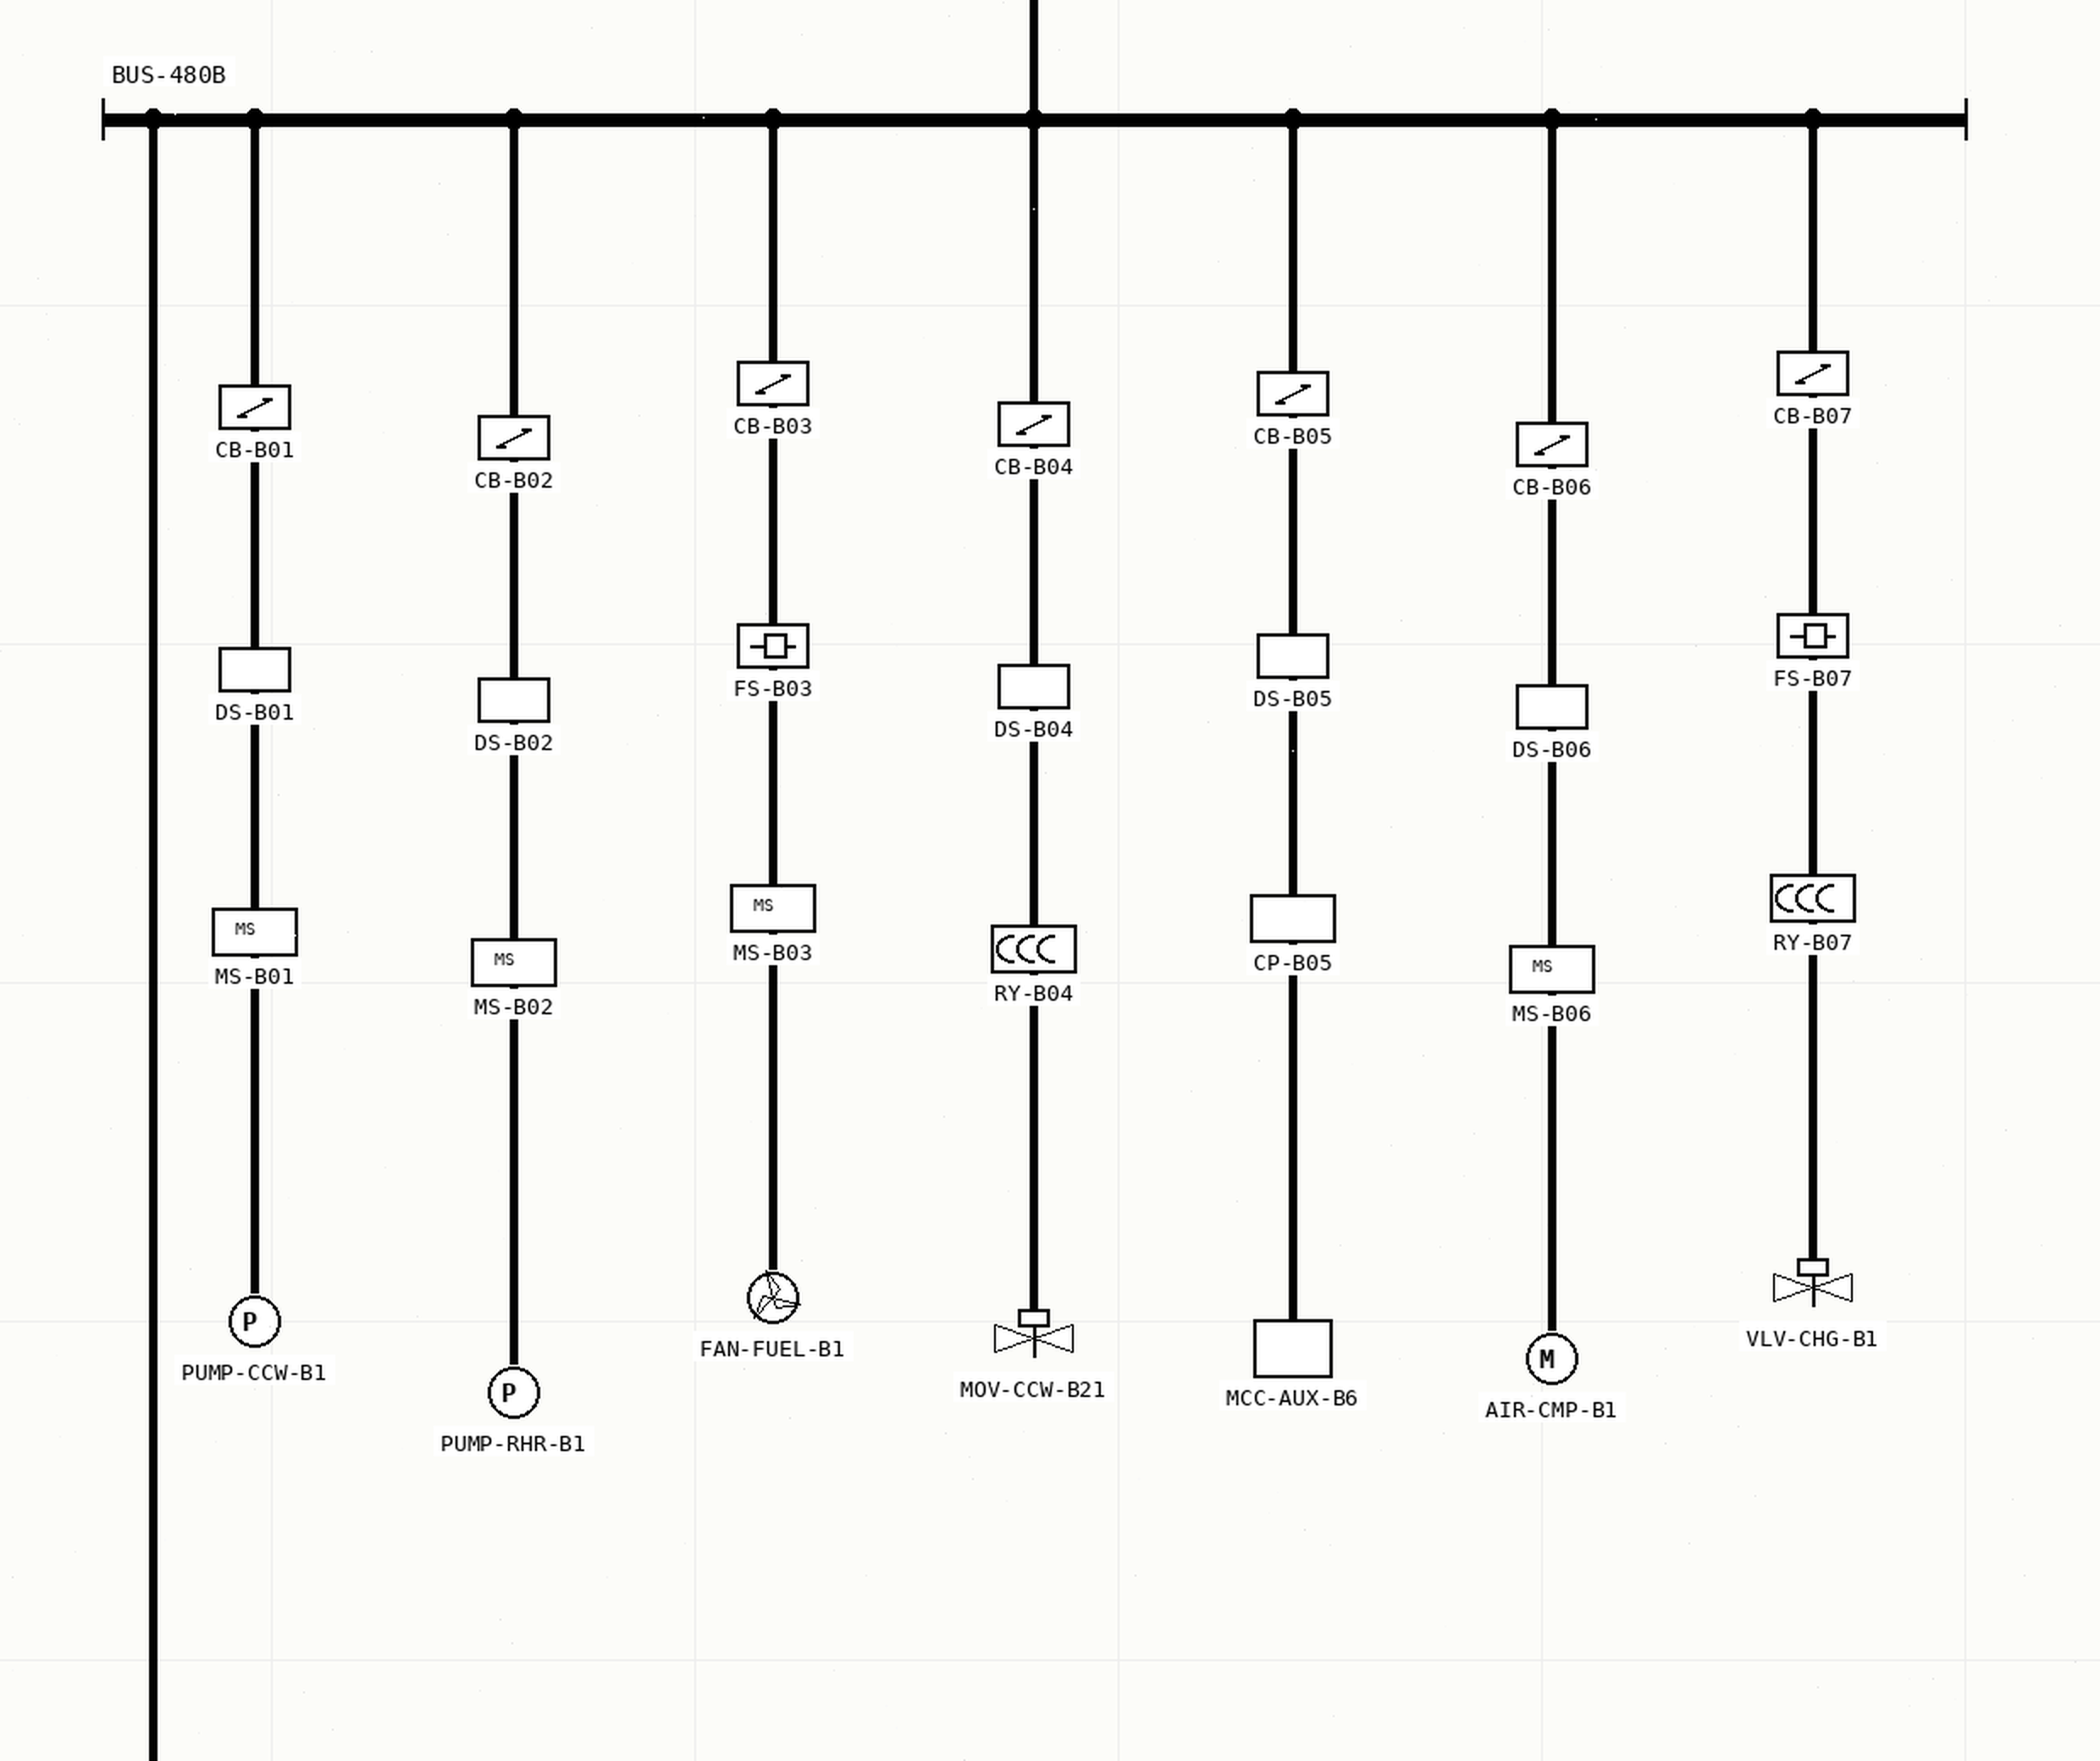 BUS-480B
CB-B01
CB-B02
CB-B03
CB-B04
CB-B05
CB-B06
CB-B07
DS-B01
DS-B02
FS-B03
DS-B04
DS-B05
DS-B06
FS-B07
MS
MS-B01
MS
MS-B02
MS
MS-B03
RY-B04
CP-B05
MS
MS-B06
RY-B07
P
PUMP-CCW-B1
P
PUMP-RHR-B1
FAN-FUEL-B1
MOV-CCW-B21
MCC-AUX-B6
M
AIR-CMP-B1
VLV-CHG-B1